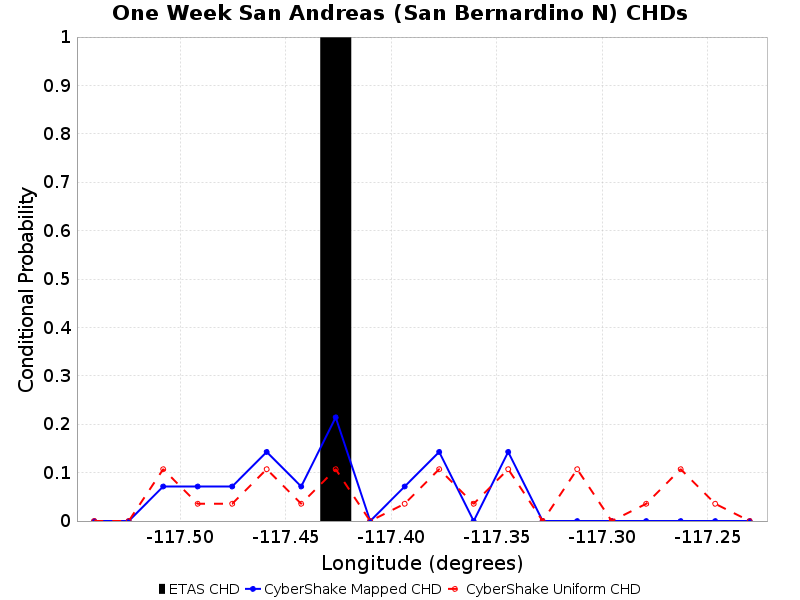 One Week San Andreas (San Bernardino N) CHDs
1
0.9
0.8
0.7
0.6
0.5
0.4
0.3
0.2
0.1
0
Conditional Probability
-117.50 -117.45 -117.40 -117.35 -117.30 -117.25
Longitude (degrees)
ETAS CHD CyberShake Mapped CHD CyberShake Uniform CHD